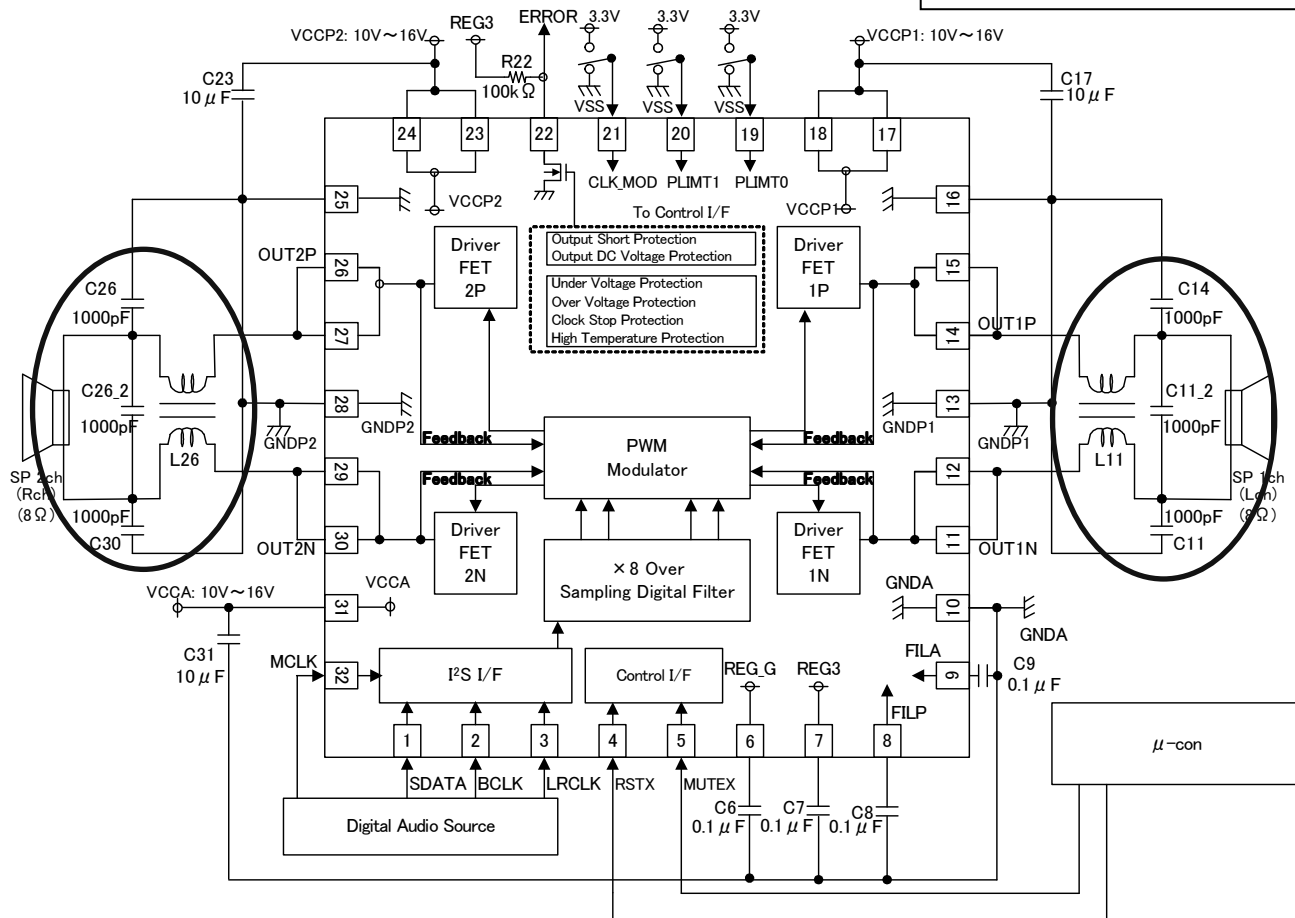 ERROR
REG3
3.3V
3.3V
3.3V
VCCP2: 10V～16V
VCCP1: 10V～16V
R22
100kΩ
C23
10μF
C17
10μF
VSS
VSS
VSS
24
23
22
21
20
19
18
17
CLK_MOD
PLIMT1
PLIMT0
VCCP2
VCCP1
25
16
To Control I/F
OUT2P
26
Driver
FET
2P
Output Short Protection
Output DC Voltage Protection
Under Voltage Protection
Over Voltage Protection
Clock Stop Protection
High Temperature Protection
Driver
FET
1P
15
C26
1000pF
C14
1000pF
27
14
OUT1P
C26_2
1000pF
C11_2
1000pF
28
GNDP2
GNDP2
13
GNDP1
GNDP1
Feedback
Feedback
PWM
Modulator
L26
L11
SP 2ch
(Rch)
(8Ω)
SP 1ch
(Lch)
(8Ω)
29
12
Feedback
Feedback
1000pF
C30
1000pF
C11
OUT2N
30
Driver
FET
2N
Driver
FET
1N
11
OUT1N
×8 Over
Sampling Digital Filter
VCCA: 10V～16V
VCCA
31
GNDA
10
GNDA
C31
10μF
MCLK
32
I²S I/F
Control I/F
REG_G
REG3
FILA
9
C9
0.1μF
FILP
1
2
3
4
5
6
7
8
μ-con
SDATA
BCLK
LRCLK
RSTX
MUTEX
C6
0.1μF
C7
0.1μF
C8
0.1μF
Digital Audio Source